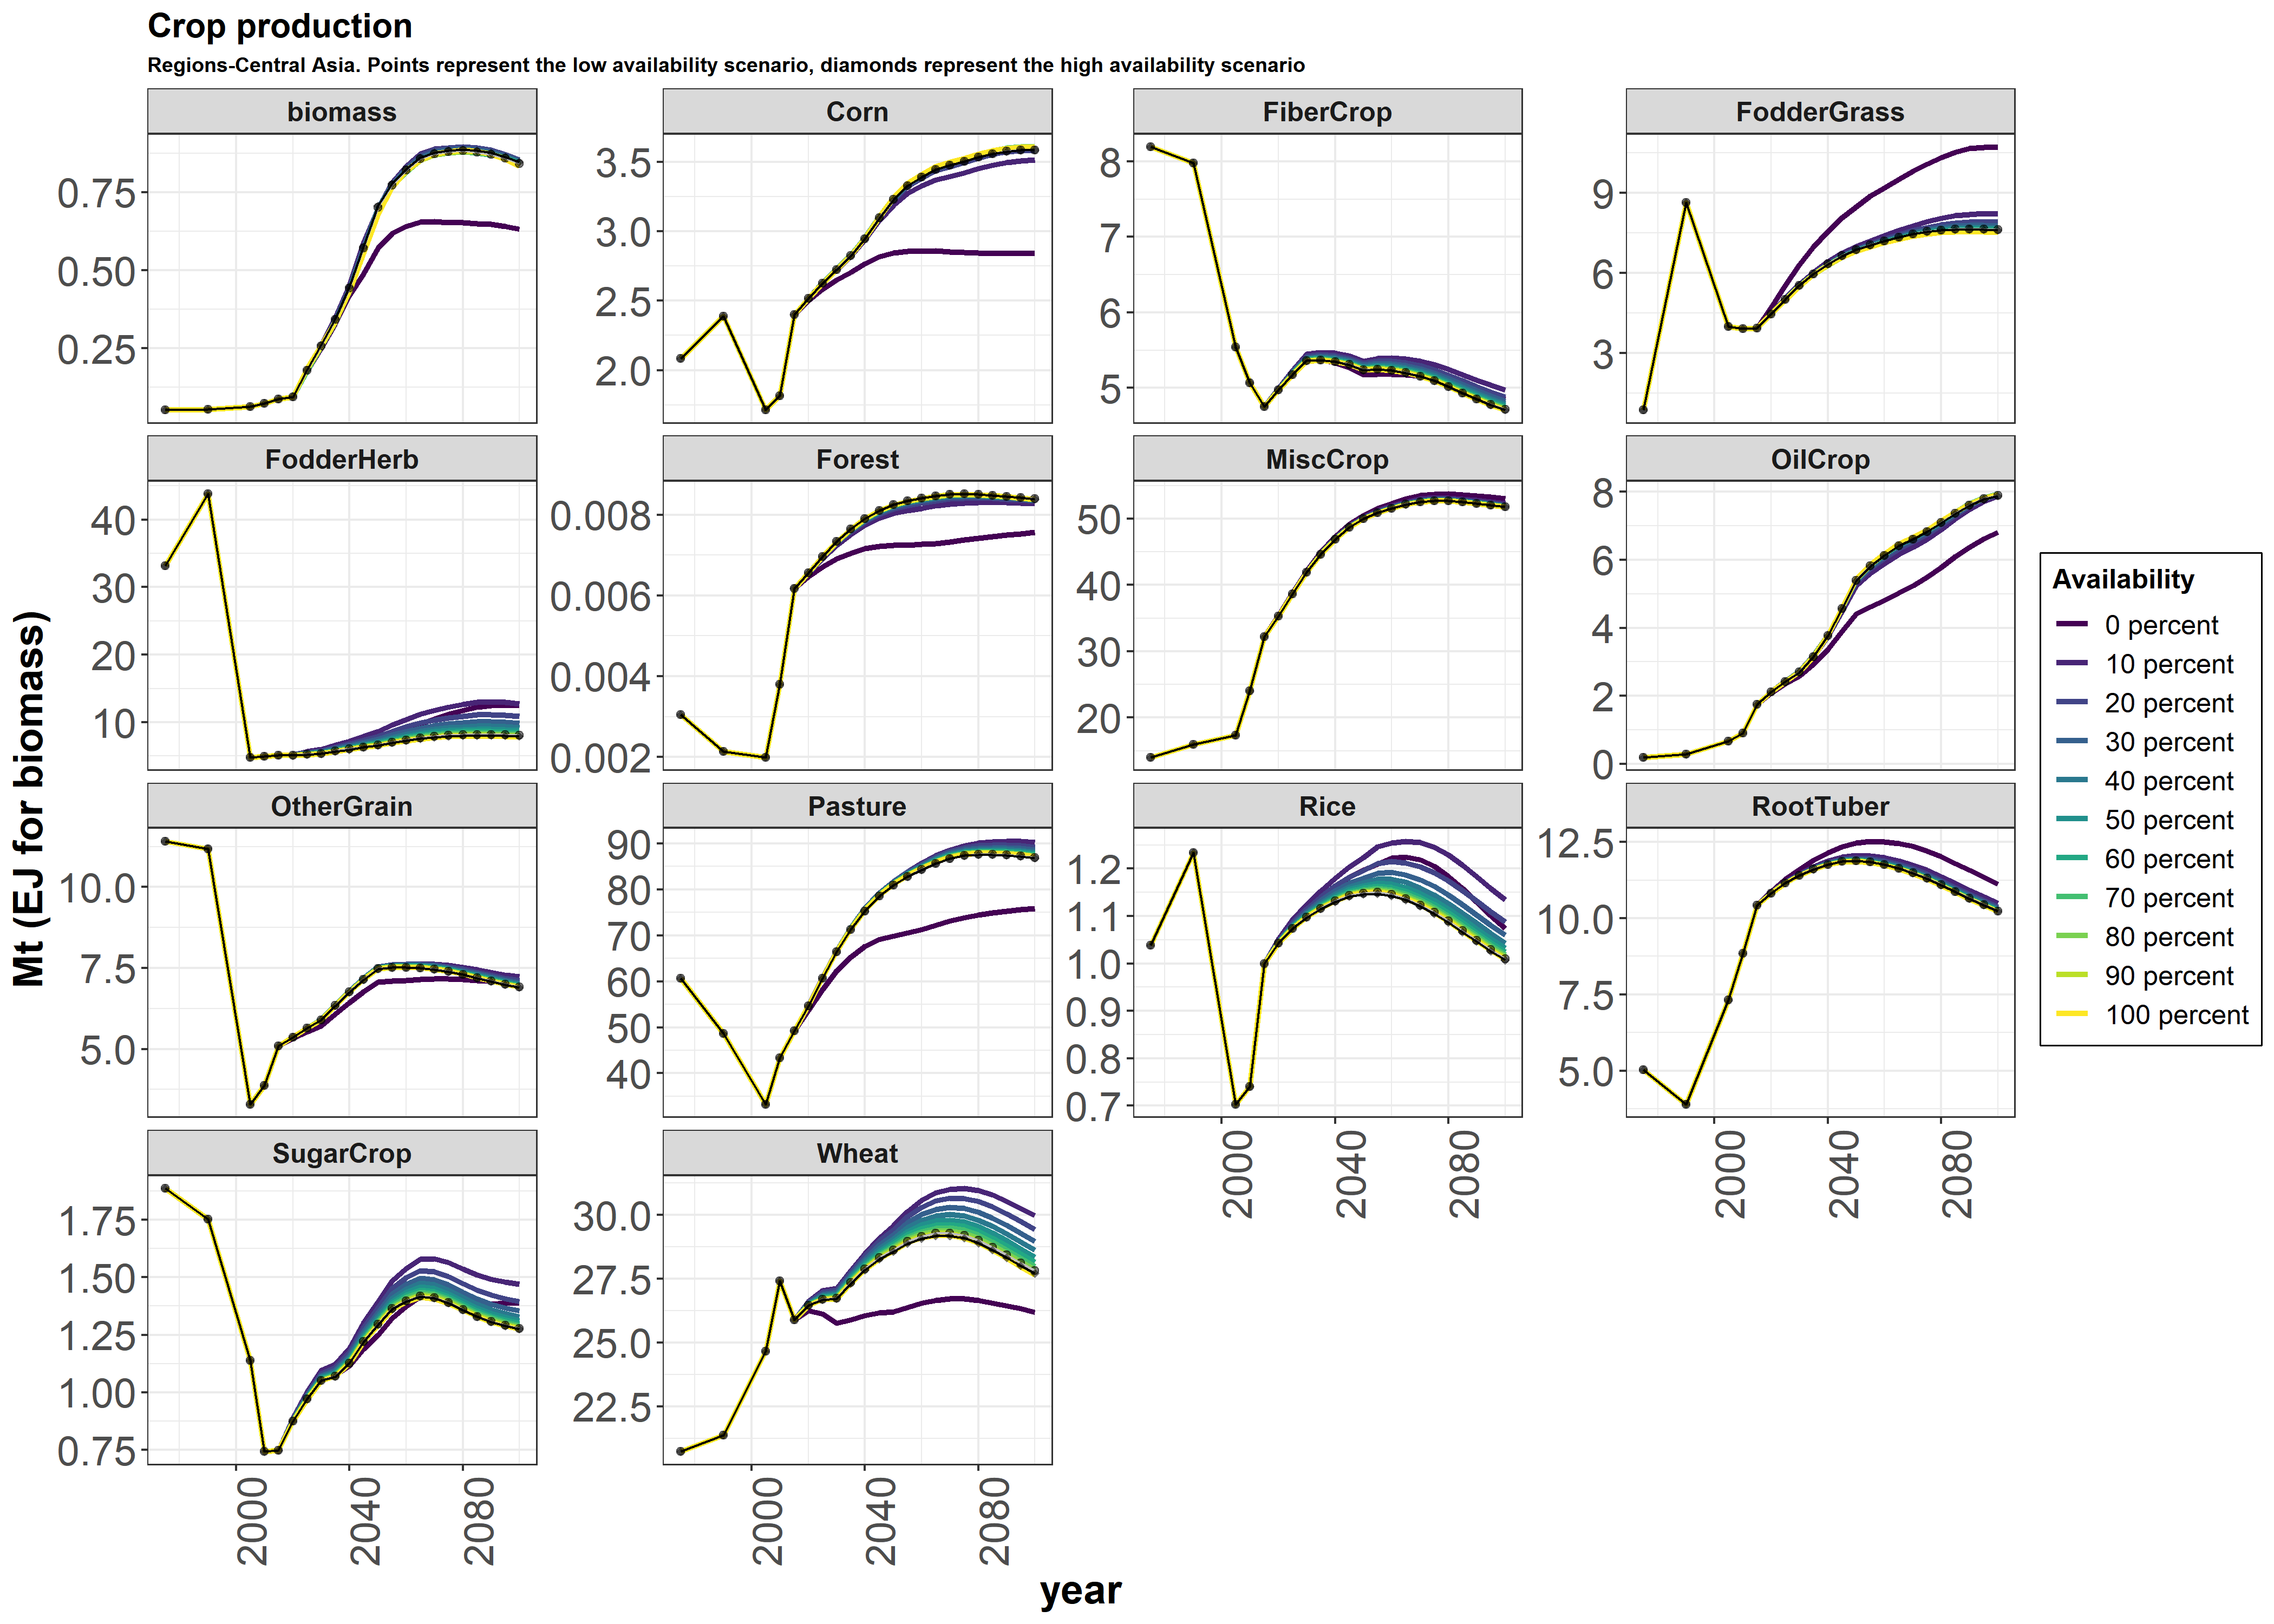 Crop production
Regions-Central Asia. Points represent the low availability scenario, diamonds represent the high availability scenario
biomass
Corn
FiberCrop
FodderGrass
0.75
0.50
0.25
3.5
3.0
2.5
2.0
8
7
6
5
9
6
3
FodderHerb
Forest
MiscCrop
OilCrop
40
30
20
10
0.008
0.006
0.004
0.002
50
40
30
20
8
6
4
2
0
OtherGrain
Pasture
Rice
RootTuber
10.0
7.5
5.0
90
80
70
60
50
40
1.2
1.1
1.0
0.9
0.8
0.7
12.5
10.0
7.5
5.0
2000
2040
2080
2000
2040
2080
SugarCrop
Wheat
1.75
1.50
1.25
1.00
0.75
30.0
27.5
25.0
22.5
2000
2040
2080
2000
2040
2080
year
Mt (EJ for biomass)
Availability
0 percent
10 percent
20 percent
30 percent
40 percent
50 percent
60 percent
70 percent
80 percent
90 percent
100 percent